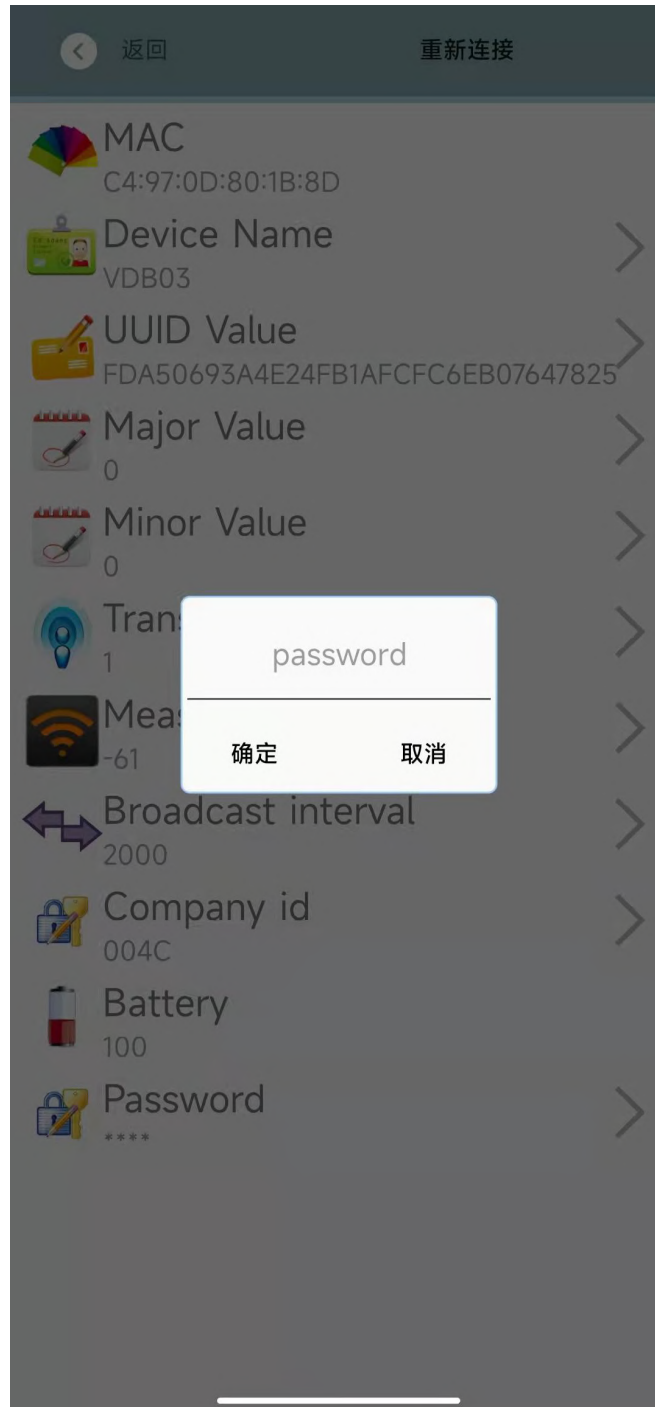 返回
重新连接
MAC
C4:97:0D:80:1B:8D
Device Name
VDB03
UUID Value
FDA50693A4E24FB1AFCFC6EB07647825
Major Value
0
Minor Value
0
Trans
1
password
Meas
-61
确定
取消
Broadcast interval
2000
Company id
004C
Battery
100
Password
****